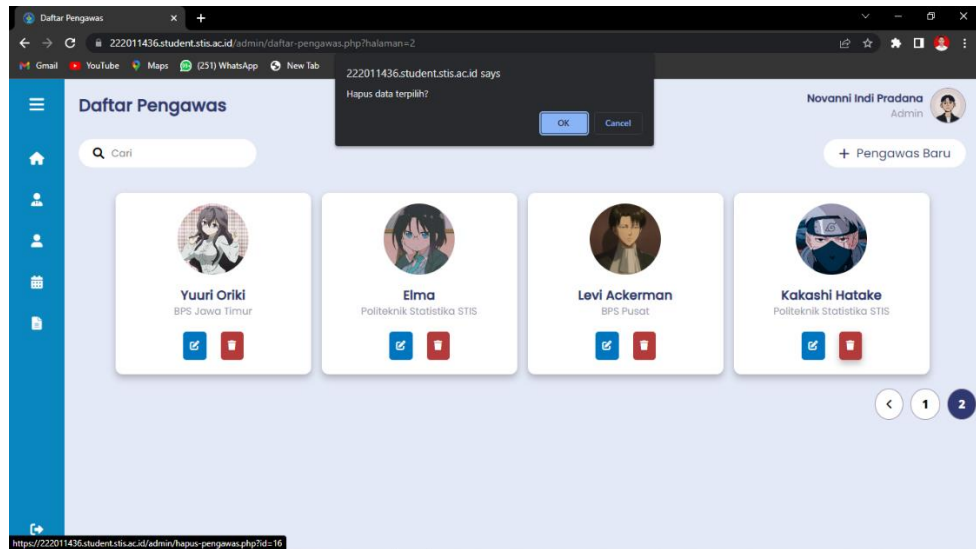 Daftar Pengawas
222011436.student.stis.ac.id/admin/daftar-pengawas.php?halaman=2
Gmail YouTube Maps (251) WhatsApp New Tab
222011436.student.stis.ac.id says
Hapus data terpilih?
OK Cancel
Daftar Pengawas
Novanni Indi Pradana
Admin
Cari
+ Pengawas Baru
Yuuri Oriki
BPS Jawa Timur
Elma
Politeknik Statistika STIS
Levi Ackerman
BPS Pusat
Kakashi Hatake
Politeknik Statistika STIS
< 1 2
https://222011436.student.stis.ac.id/admin/hapus-pengawas.php?id=16